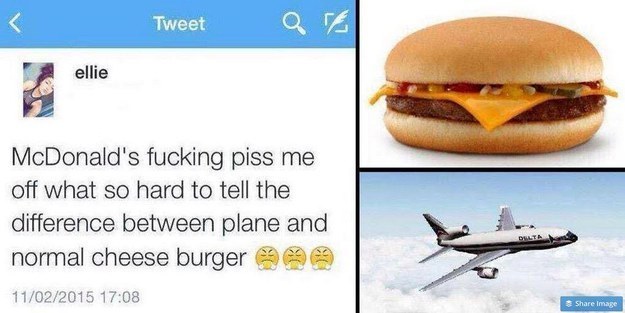 Tweet
ellie
McDonald's fucking piss me
off what so hard to tell the
difference between plane and
normal cheese burger 😤😤😤
11/02/2015 17:08
DELTA
Share Image